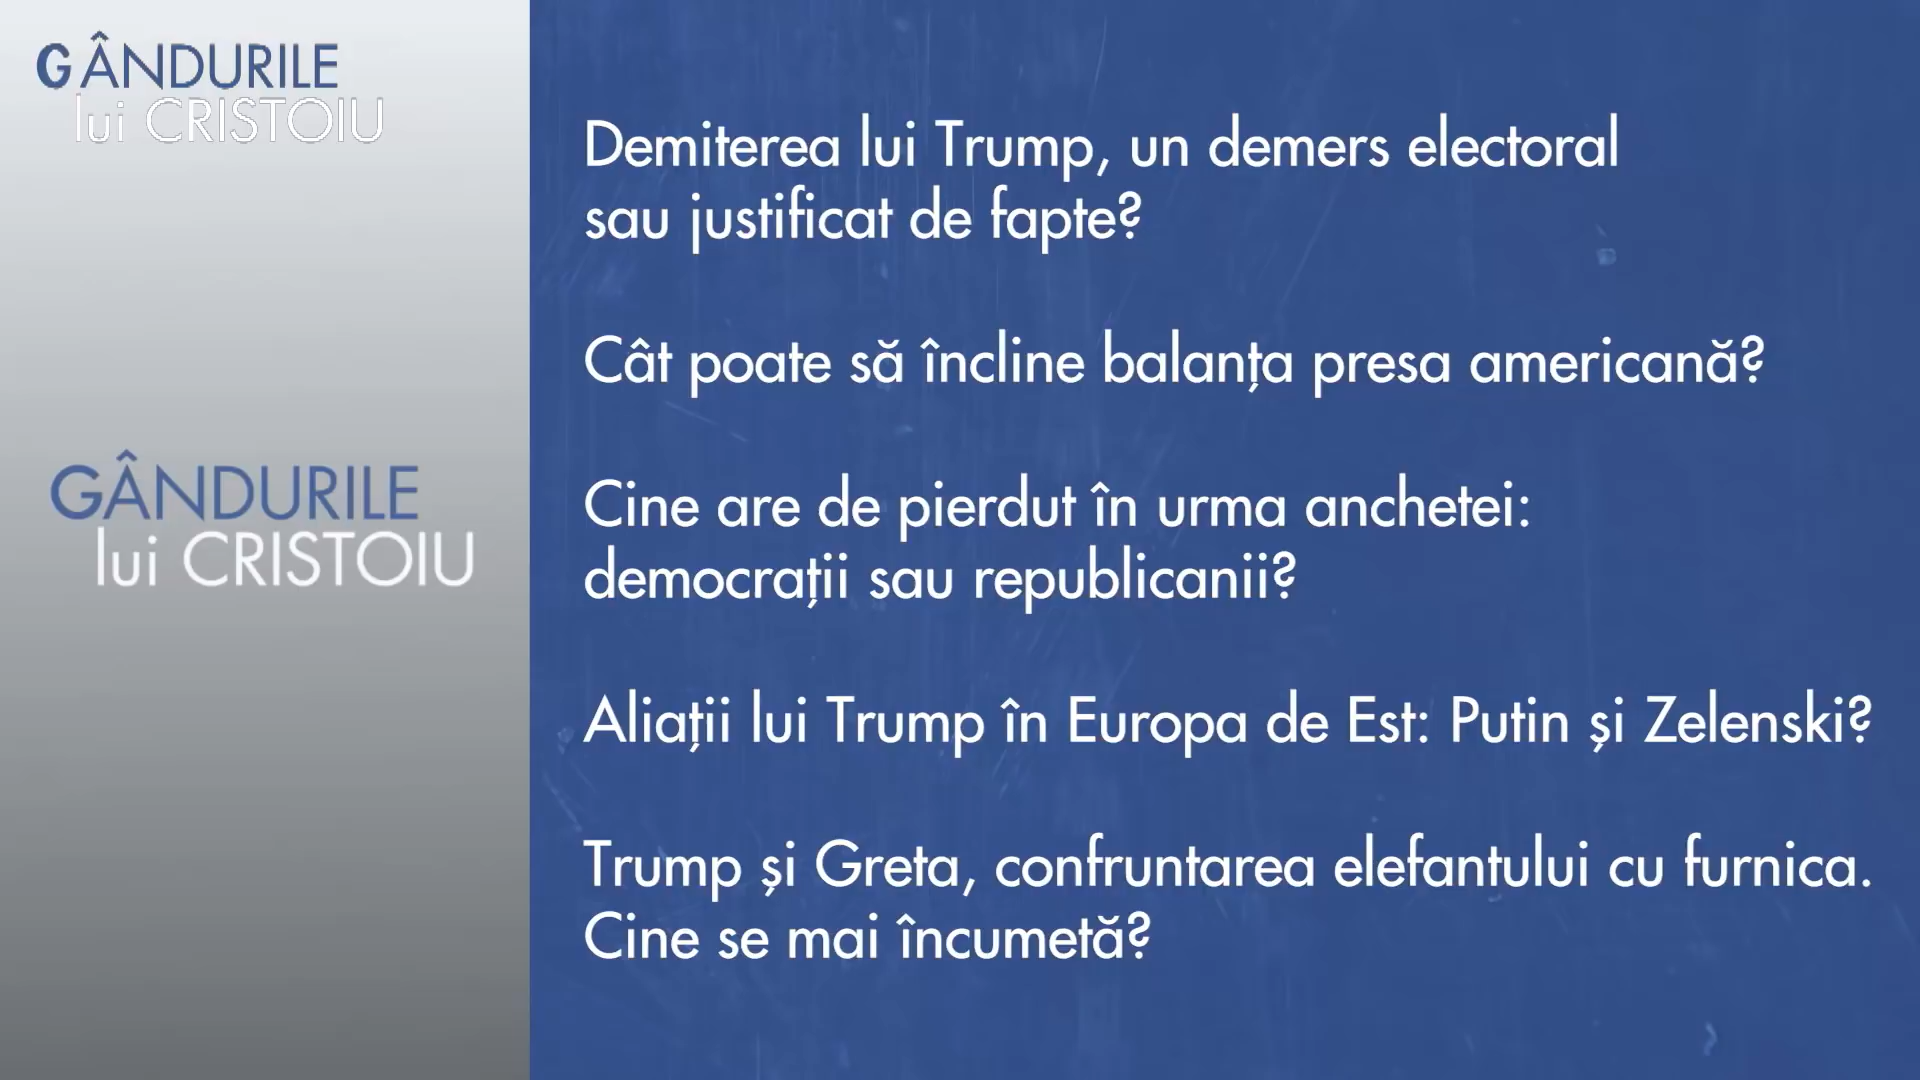 GÂNDURILE
lui CRISTOIU
GÂNDURILE
lui CRISTOIU
Demiterea lui Trump, un demers electoral
sau justificat de fapte?
Cât poate să încline balanța presa americană?
Cine are de pierdut în urma anchetei:
democrații sau republicanii?
Aliații lui Trump în Europa de Est: Putin și Zelenski?
Trump și Greta, confruntarea elefantului cu furnica.
Cine se mai încumetă?